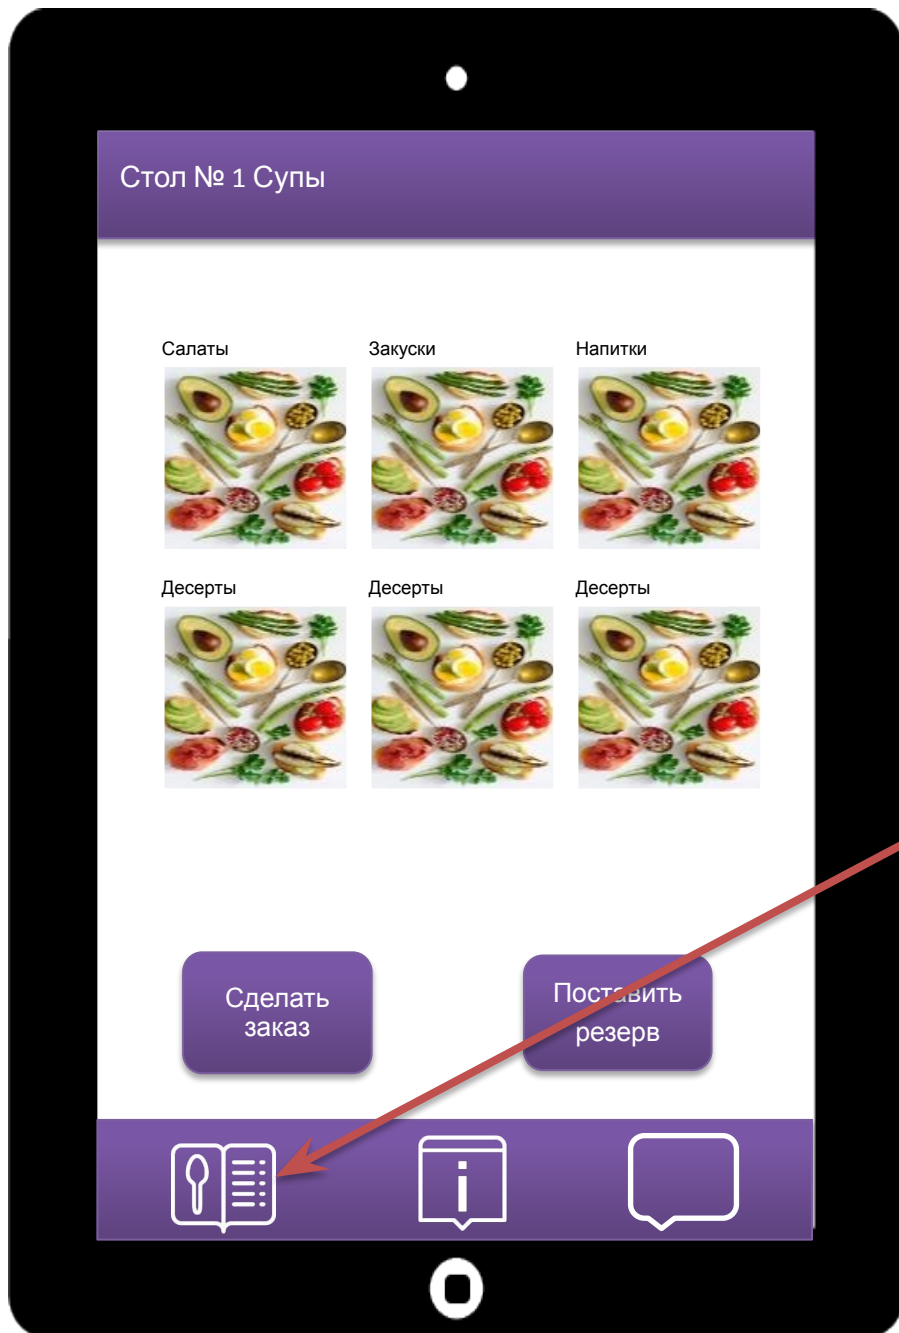 Стол № 1 Супы
Салаты Закуски Напитки
Десерты Десерты Десерты
Сделать
заказ
Поставить
резерв
i